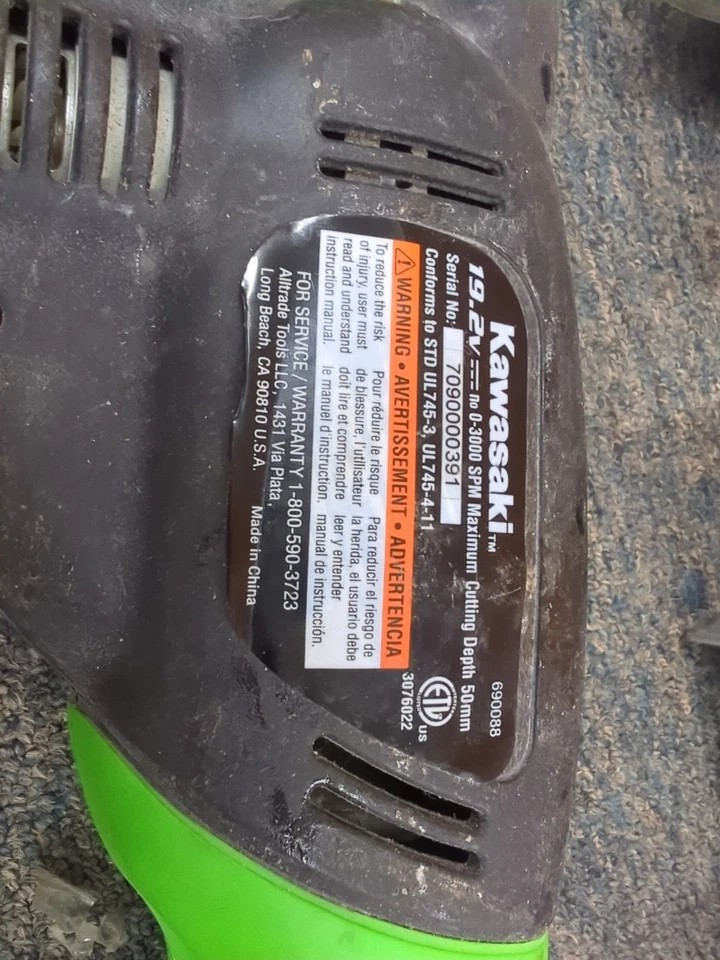 Kawasaki™
690088
19.2V⎓ no 0-3000 SPM Maximum Cutting Depth 50mm
Serial No: 7090000391
Conforms to STD UL745-3, UL745-4-11
ETL
US
3076022
⚠WARNING • AVERTISSEMENT • ADVERTENCIA
To reduce the risk
of injury, user must
read and understand
instruction manual.
Pour réduire le risque
de blessure, l'utilisateur
doit lire et comprendre
le manuel d'instruction.
Para reducir el riesgo de
la herida, el usuario debe
leer y entender
manual de instrucción.
FOR SERVICE / WARRANTY 1-800-590-3723
Alltrade Tools LLC, 1431 Via Plata,
Long Beach, CA 90810 U.S.A. Made in China